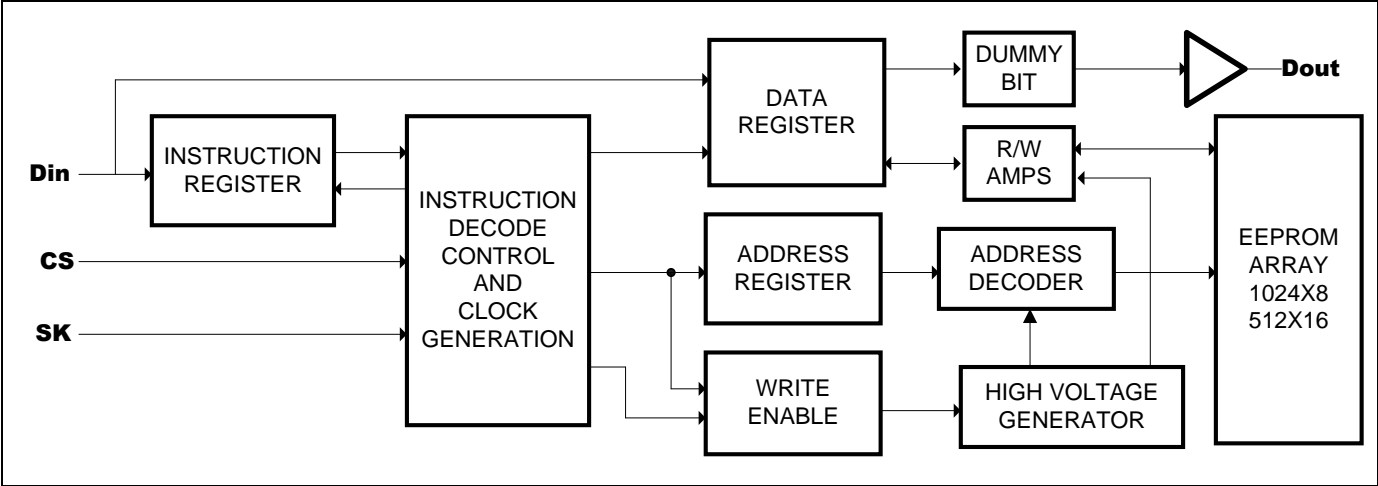 DUMMY
BIT
Dout
DATA
REGISTER
INSTRUCTION
REGISTER
Din
R/W
AMPS
INSTRUCTION
DECODE
CONTROL
AND
CLOCK
GENERATION
CS
SK
ADDRESS
REGISTER
ADDRESS
DECODER
EEPROM
ARRAY
1024X8
512X16
WRITE
ENABLE
HIGH VOLTAGE
GENERATOR